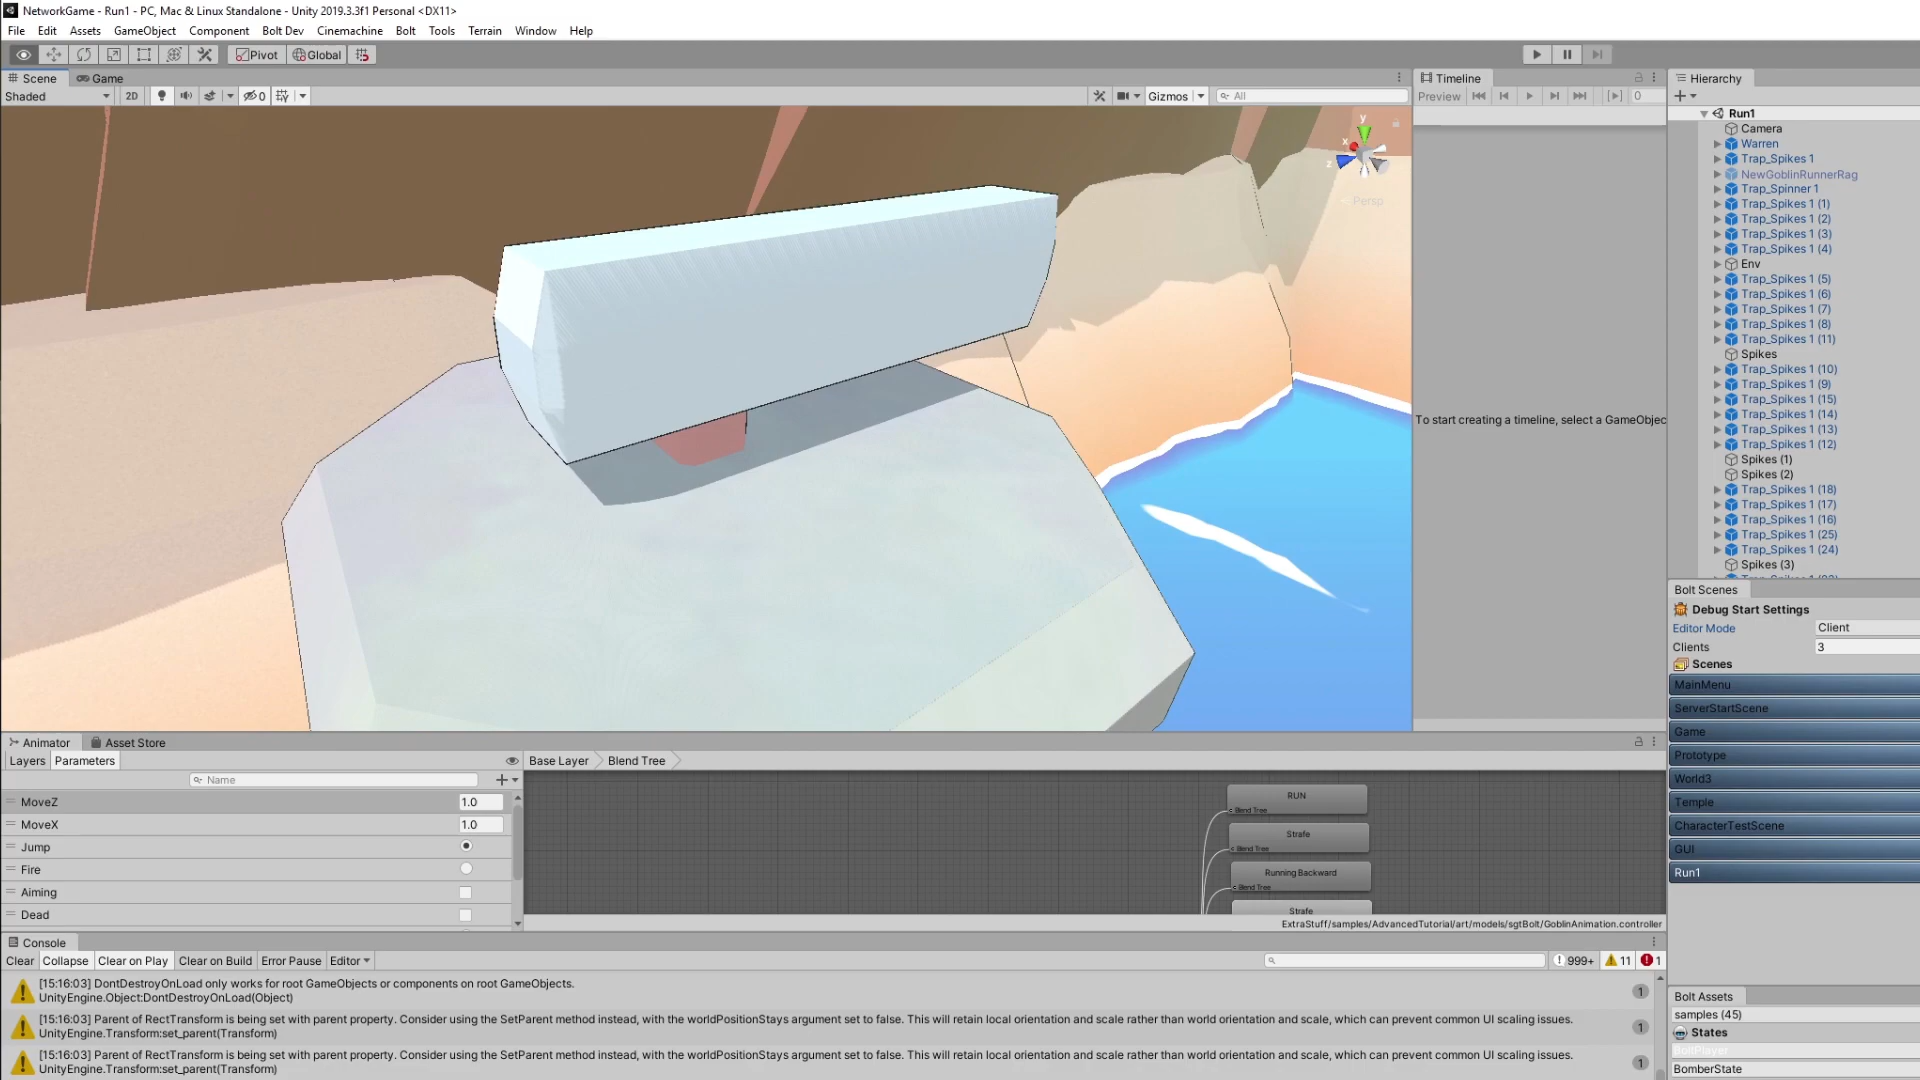 NetworkGame - Run1 - PC, Mac & Linux Standalone - Unity 2019.3.3f1 Personal <DX11>
File Edit Assets GameObject Component Bolt Dev Cinemachine Bolt Tools Terrain Window Help
Pivot Global
Scene Game
Shaded 2D 0 Gizmos All
y
x
z
Persp
Timeline
Preview 0
To start creating a timeline, select a GameObjec
Hierarchy
Run1
Camera
Warren
Trap_Spikes 1
NewGoblinRunnerRag
Trap_Spinner 1
Trap_Spikes 1 (1)
Trap_Spikes 1 (2)
Trap_Spikes 1 (3)
Trap_Spikes 1 (4)
Env
Trap_Spikes 1 (5)
Trap_Spikes 1 (6)
Trap_Spikes 1 (7)
Trap_Spikes 1 (8)
Trap_Spikes 1 (11)
Spikes
Trap_Spikes 1 (10)
Trap_Spikes 1 (9)
Trap_Spikes 1 (15)
Trap_Spikes 1 (14)
Trap_Spikes 1 (13)
Trap_Spikes 1 (12)
Spikes (1)
Spikes (2)
Trap_Spikes 1 (18)
Trap_Spikes 1 (17)
Trap_Spikes 1 (16)
Trap_Spikes 1 (25)
Trap_Spikes 1 (24)
Spikes (3)
Bolt Scenes
Debug Start Settings
Editor Mode Client
Clients 3
Scenes
MainMenu
ServerStartScene
Game
Prototype
World3
Temple
CharacterTestScene
GUI
Run1
Bolt Assets
samples (45)
States
BoltPlayer
BomberState
Animator Asset Store
Layers Parameters
Name
MoveZ 1.0
MoveX 1.0
Jump
Fire
Aiming
Dead
Base Layer Blend Tree
RUN
Blend Tree
Strafe
Blend Tree
Running Backward
Blend Tree
Strafe
ExtraStuff/samples/AdvancedTutorial/art/models/sgtBolt/GoblinAnimation.controller
Console
Clear Collapse Clear on Play Clear on Build Error Pause Editor 999+ 11 1
[15:16:03] DontDestroyOnLoad only works for root GameObjects or components on root GameObjects.
UnityEngine.Object:DontDestroyOnLoad(Object)
1
[15:16:03] Parent of RectTransform is being set with parent property. Consider using the SetParent method instead, with the worldPositionStays argument set to false. This will retain local orientation and scale rather than world orientation and scale, which can prevent common UI scaling issues.
UnityEngine.Transform:set_parent(Transform)
1
[15:16:03] Parent of RectTransform is being set with parent property. Consider using the SetParent method instead, with the worldPositionStays argument set to false. This will retain local orientation and scale rather than world orientation and scale, which can prevent common UI scaling issues.
UnityEngine.Transform:set_parent(Transform)
1